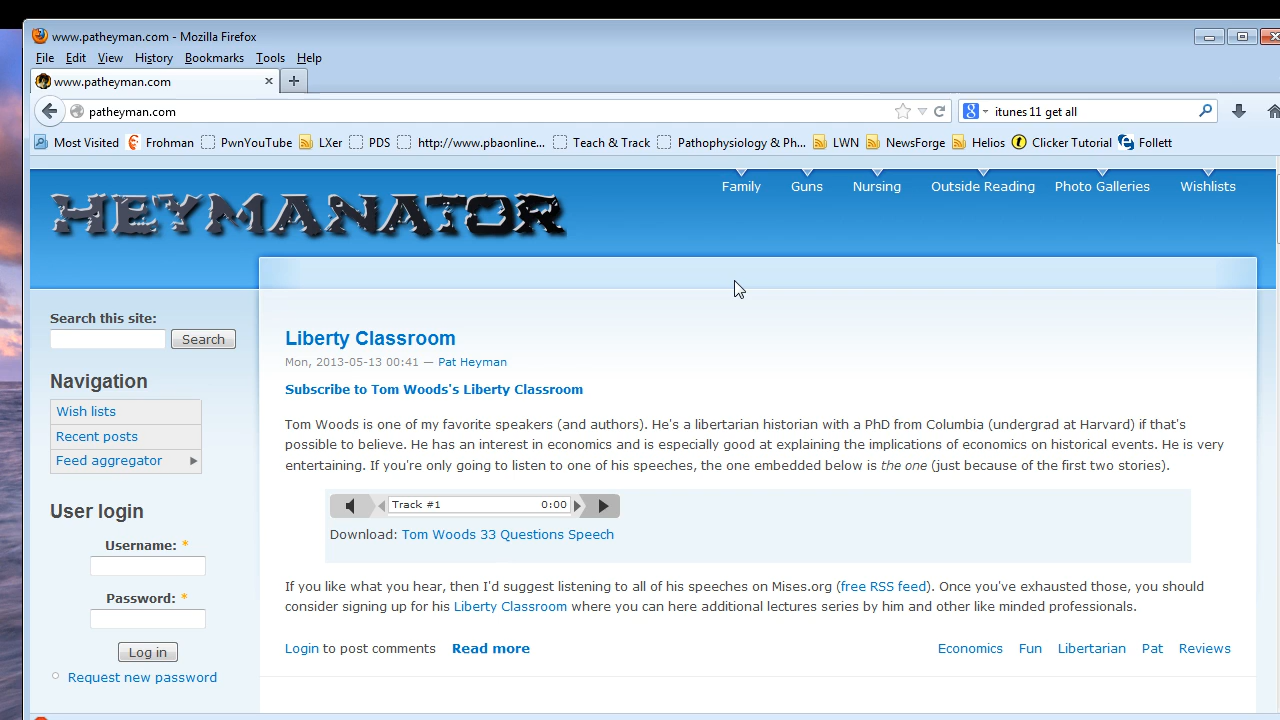 www.patheyman.com - Mozilla Firefox
File Edit View History Bookmarks Tools Help
www.patheyman.com
patheyman.com itunes 11 get all
Most Visited Frohman PwnYouTube LXer PDS http://www.pbaonline... Teach & Track Pathophysiology & Ph... LWN NewsForge Helios Clicker Tutorial Follett
Family Guns Nursing Outside Reading Photo Galleries Wishlists
HEYMANATOR
Search this site:
Search
Navigation
Wish lists
Recent posts
Feed aggregator
User login
Username: *
Password: *
Log in
Request new password
Liberty Classroom
Mon, 2013-05-13 00:41 — Pat Heyman
Subscribe to Tom Woods's Liberty Classroom
Tom Woods is one of my favorite speakers (and authors). He's a libertarian historian with a PhD from Columbia (undergrad at Harvard) if that's
possible to believe. He has an interest in economics and is especially good at explaining the implications of economics on historical events. He is very
entertaining. If you're only going to listen to one of his speeches, the one embedded below is the one (just because of the first two stories).
Track #1 0:00
Download: Tom Woods 33 Questions Speech
If you like what you hear, then I'd suggest listening to all of his speeches on Mises.org (free RSS feed). Once you've exhausted those, you should
consider signing up for his Liberty Classroom where you can here additional lectures series by him and other like minded professionals.
Login to post comments Read more Economics Fun Libertarian Pat Reviews